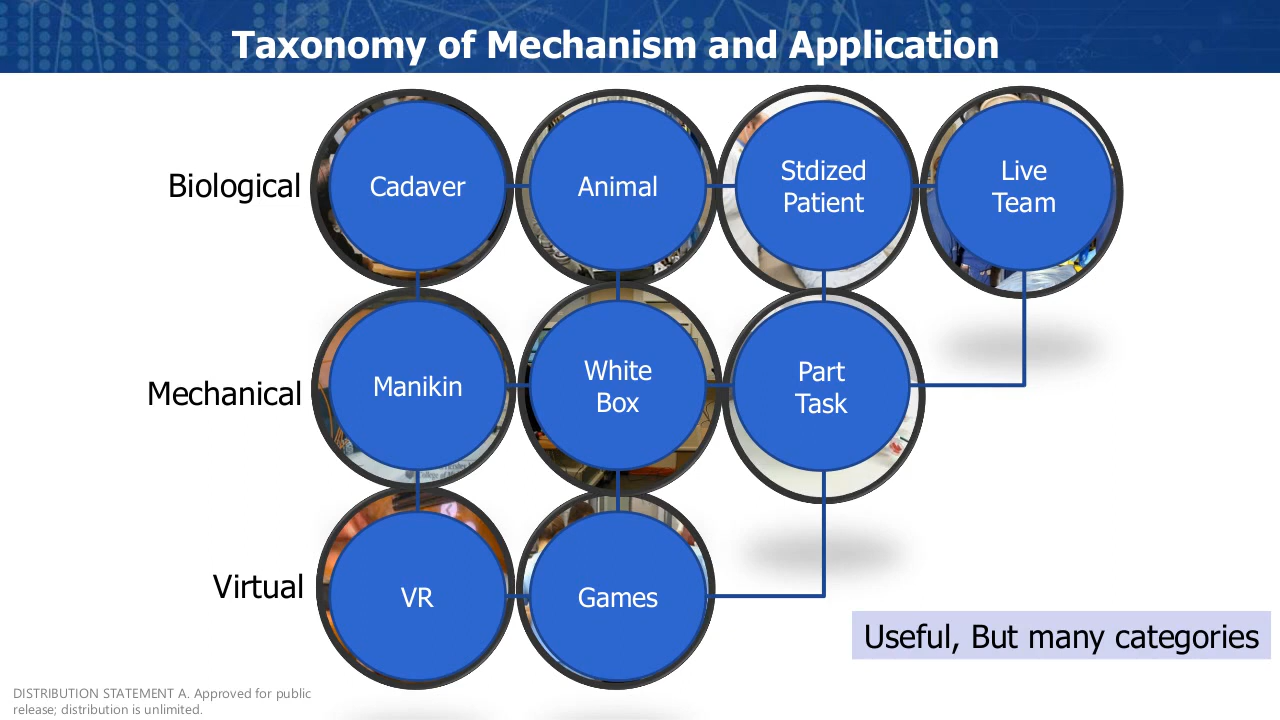 Taxonomy of Mechanism and Application
Biological
Cadaver
Animal
Stdized
Patient
Live
Team
Mechanical
Manikin
White
Box
Part
Task
Virtual
VR
Games
Useful, But many categories
DISTRIBUTION STATEMENT A. Approved for public
release; distribution is unlimited.